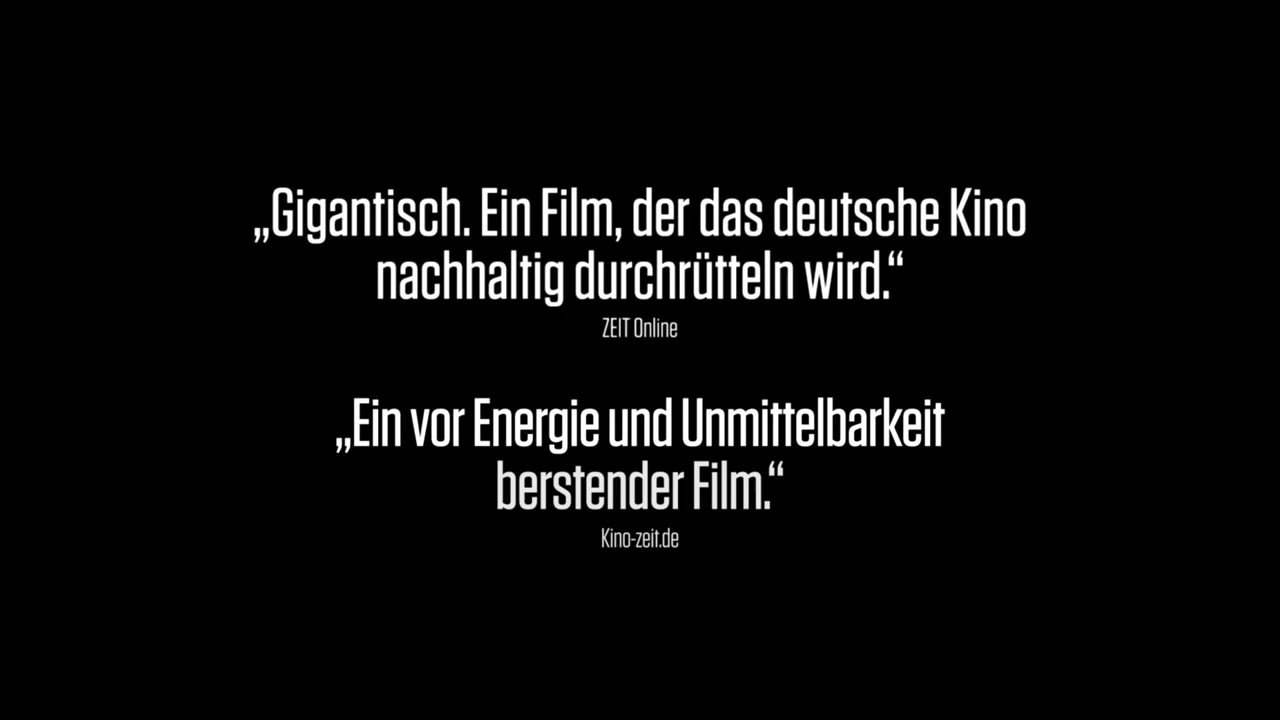 „Gigantisch. Ein Film, der das deutsche Kino
nachhaltig durchrütteln wird.“
ZEIT Online
„Ein vor Energie und Unmittelbarkeit
berstender Film.“
Kino-zeit.de